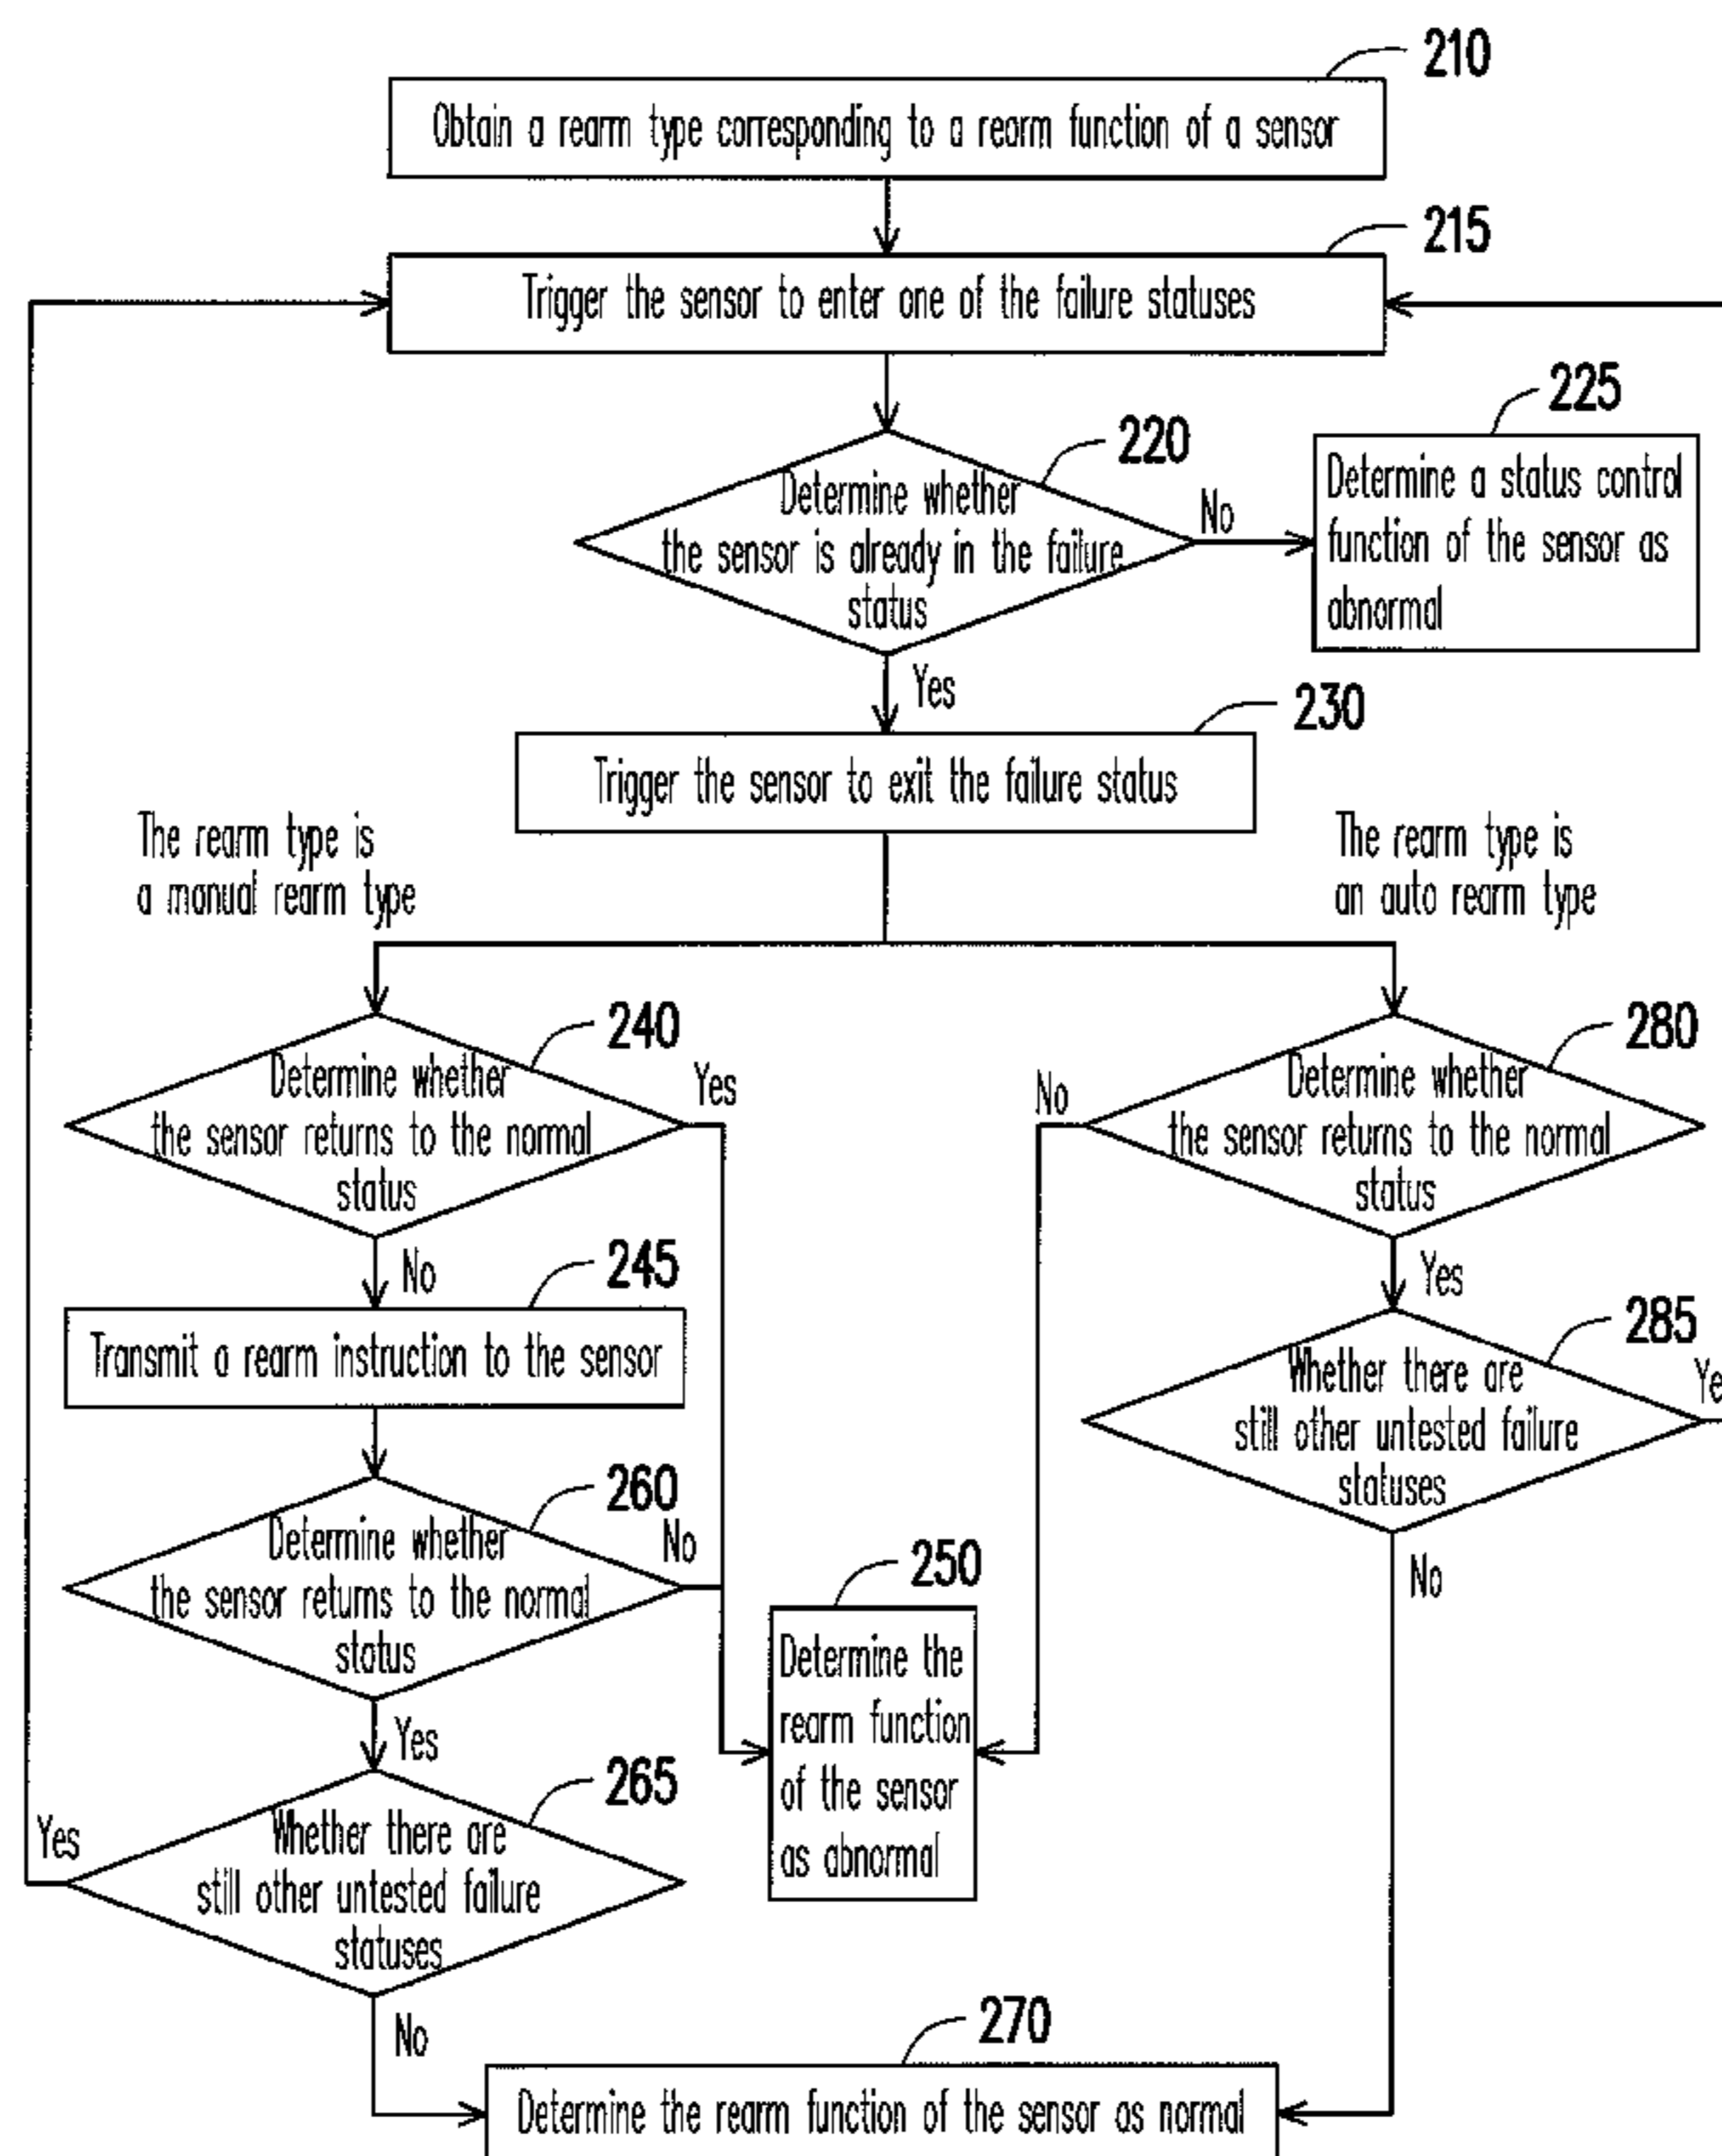 210
Obtain a rearm type corresponding to a rearm function of a sensor
215
Trigger the sensor to enter one of the failure statuses
220
Determine whether
the sensor is already in the failure
status
No
225
Determine a status control
function of the sensor as
abnormal
Yes
230
Trigger the sensor to exit the failure status
The rearm type is
a manual rearm type
The rearm type is
an auto rearm type
240
Determine whether
the sensor returns to the normal
status
Yes
No
280
Determine whether
the sensor returns to the normal
status
No
Yes
245
Transmit a rearm instruction to the sensor
285
Whether there are
still other untested failure
statuses
Ye
No
260
Determine whether
the sensor returns to the normal
status
No
Yes
250
Determine the
rearm function
of the sensor
as abnormal
265
Whether there are
still other untested failure
statuses
Yes
No
270
Determine the rearm function of the sensor as normal